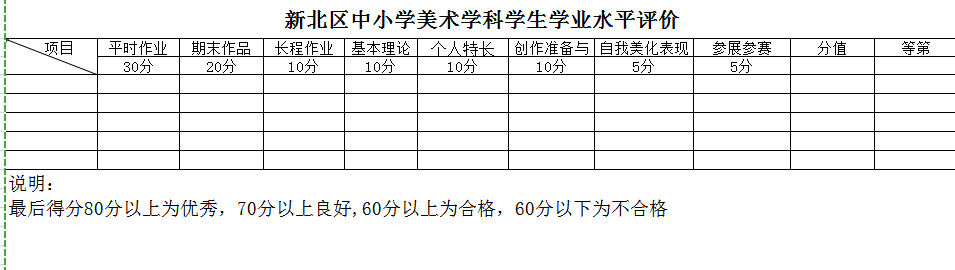 新北区中小学美术学科学生学业水平评价
项目 平时作业 期末作品 长程作业 基本理论 个人特长 创作准备与 自我美化表现 参展参赛 分值 等第
30分 20分 10分 10分 10分 10分 5分 5分
说明：
最后得分80分以上为优秀，70分以上良好,60分以上为合格，60分以下为不合格